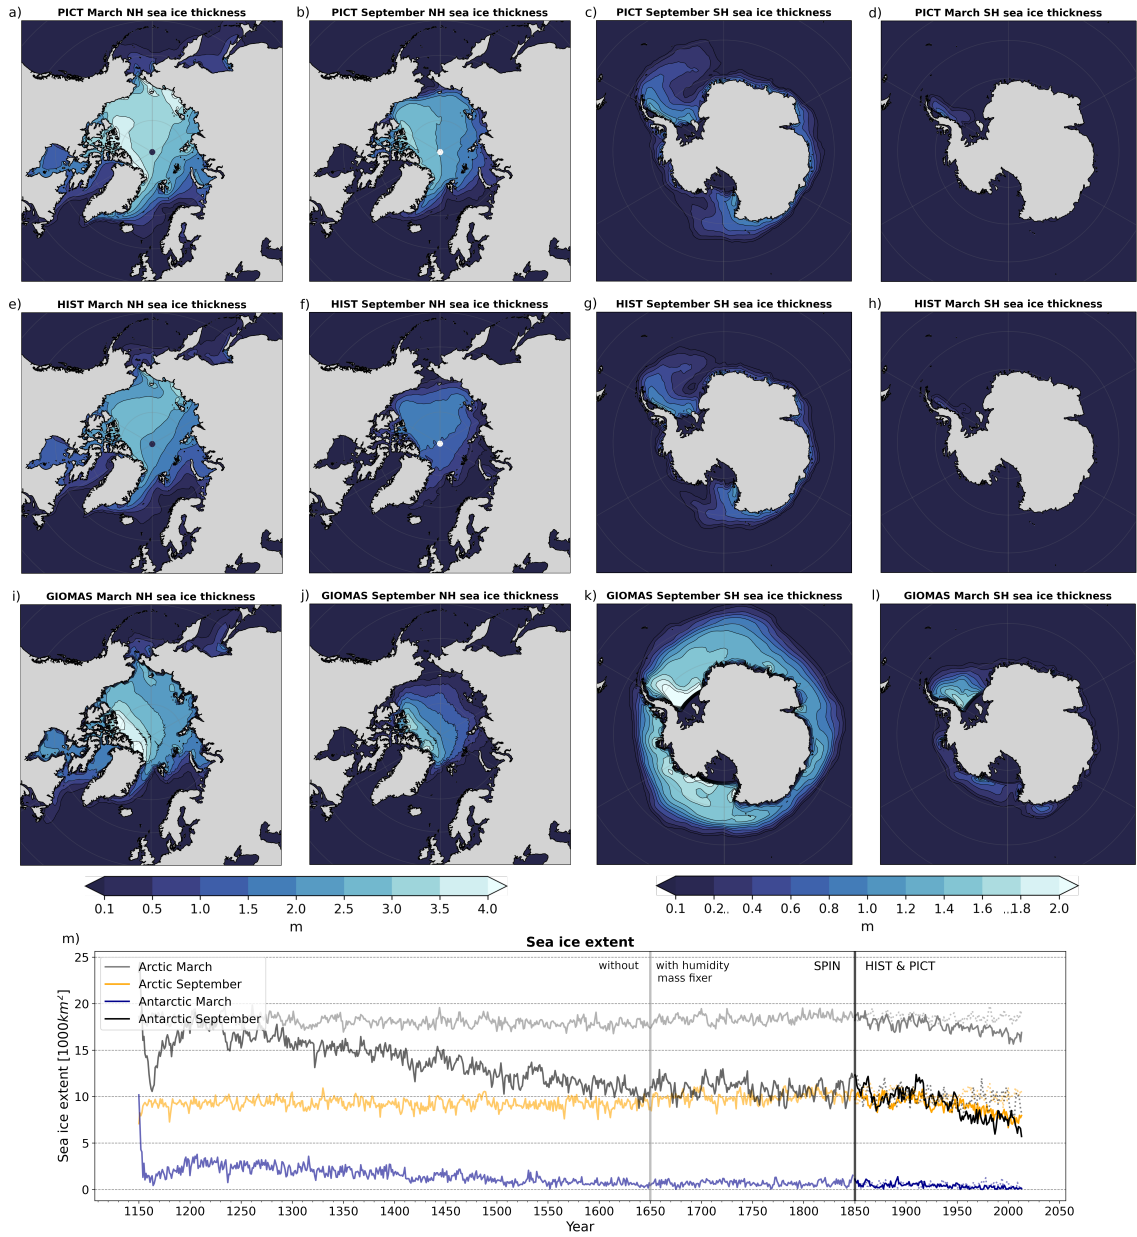 a) PICT March NH sea ice thickness
b) PICT September NH sea ice thickness
c) PICT September SH sea ice thickness
d) PICT March SH sea ice thickness
e) HIST March NH sea ice thickness
f) HIST September NH sea ice thickness
g) HIST September SH sea ice thickness
h) HIST March SH sea ice thickness
i) GIOMAS March NH sea ice thickness
j) GIOMAS September NH sea ice thickness
k) GIOMAS September SH sea ice thickness
l) GIOMAS March SH sea ice thickness
0.1 0.5 1.0 1.5 2.0 2.5 3.0 3.5 4.0
m
0.1 0.2.. 0.4 0.6 0.8 1.0 1.2 1.4 1.6 ..1.8 2.0
m
m) Sea ice extent
Sea ice extent [1000km²]
25
20
15
10
5
0
Arctic March
Arctic September
Antarctic March
Antarctic September
without
with humidity
mass fixer
SPIN
HIST & PICT
1150 1200 1250 1300 1350 1400 1450 1500 1550 1600 1650 1700 1750 1800 1850 1900 1950 2000 2050
Year